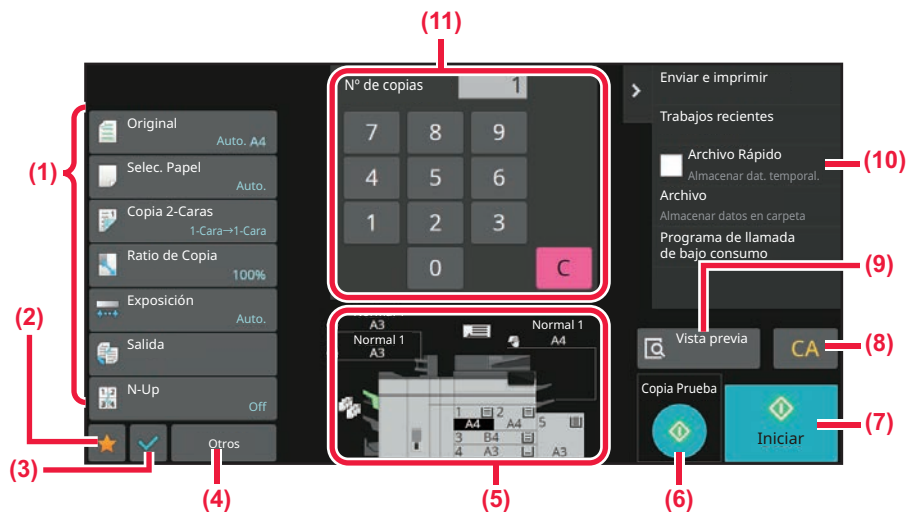 (11)
(1)
Original
Auto. A4
Selec. Papel
Auto.
Copia 2-Caras
1-Cara→1-Cara
Ratio de Copia
100%
Exposición
Auto.
Salida
N-Up
Off
(2)
(3)
Otros
(4)
Nº de copias
1
7 8 9
4 5 6
1 2 3
0 C
Normal 1
A3
Normal 1
A3
Normal 1
A4
1 2
A4 A4 5
3 B4
4 A3 A3
(5)
Enviar e imprimir
Trabajos recientes
Archivo Rápido
Almacenar dat. temporal.
(10)
Archivo
Almacenar datos en carpeta
Programa de llamada
de bajo consumo
(9)
Vista previa
CA
(8)
Copia Prueba
Iniciar
(7)
(6)